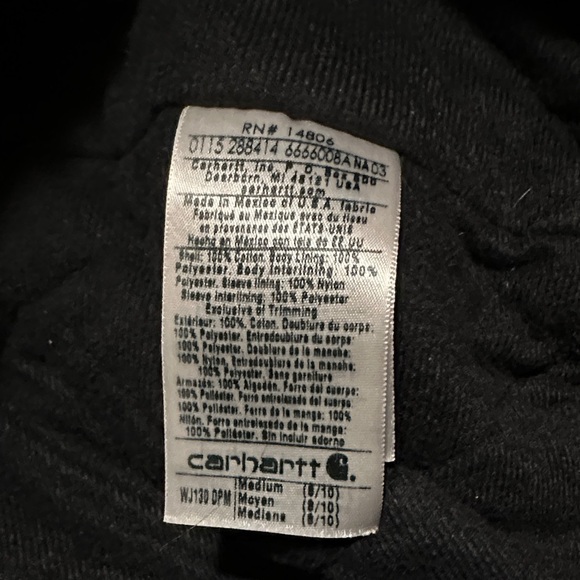 RN# 14806
0115 288414 6666008A NA 03
Carhartt, Inc. P. O. Box 600
Dearborn, MI 48121 USA
carhartt.com
Made in Mexico of U.S.A. fabric
Fabriqué au Mexique avec du tissu
en provenance des ÉTATS-UNIS
Hecho en México con tela de EE.UU
Shell: 100% Cotton. Body Lining: 100%
Polyester. Body Interlining. 100%
Polyester. Sleeve lining: 100% Nylon
Sleeve interlining: 100% Polyester
Exclusive of Trimming
Extérieur: 100%. Coton. Doublure du corps:
100% Polyester. Entredoublure du corps:
100% Polyester. Doublure de la manche:
100% Nylon. Entredoublure de la manche:
100% Polyester. Sans garniture
Armazón: 100% Algodón. Forro del cuerpo:
100% Poliéster. Forro entrelazado del cuerpo:
100% Poliéster. Forro de la manga: 100%
Nilón. Forro entrelazado de la manga:
100% Poliéster. Sin incluir adorno
carhartt
WJ130 DPM Medium (8/10)
Moyen (8/10)
Mediano (8/10)